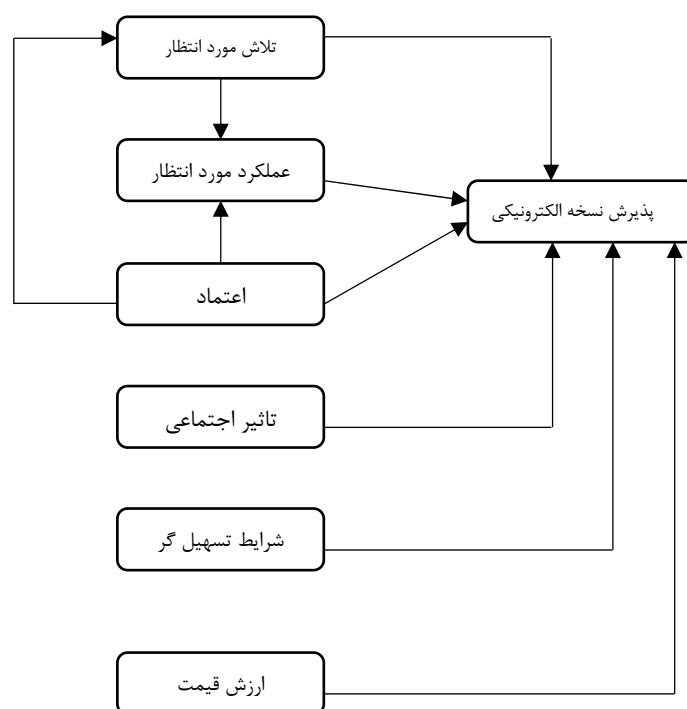 تلاش مورد انتظار
عملکرد مورد انتظار
پذیرش نسخه الکترونیکی
اعتماد
تاثیر اجتماعی
شرایط تسهیل گر
ارزش قیمت